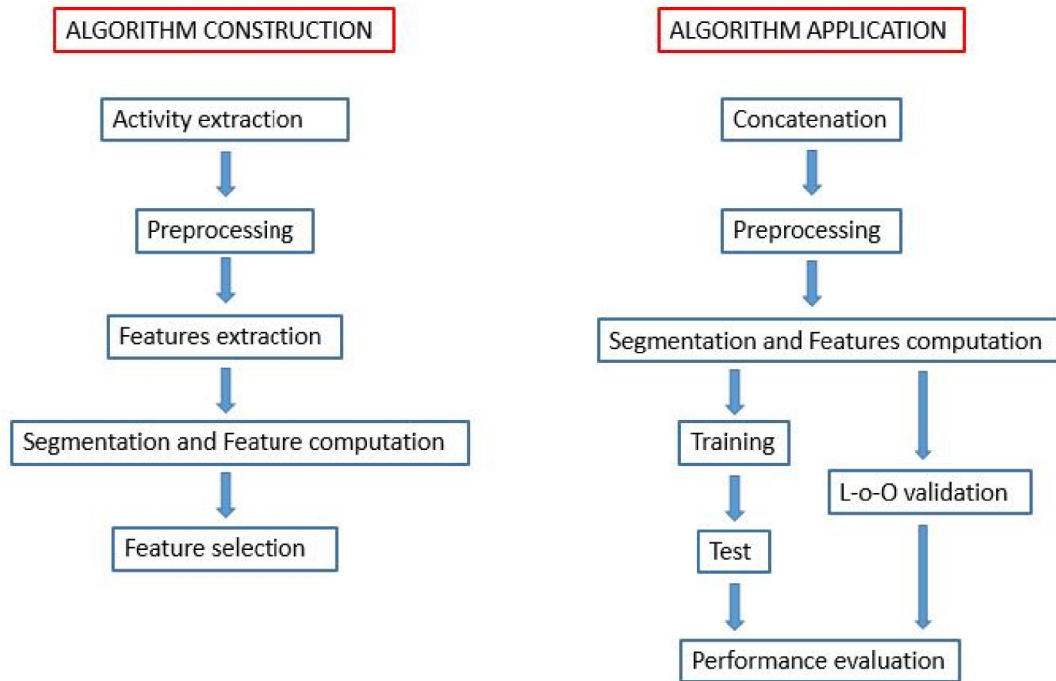 ALGORITHM CONSTRUCTION
Activity extraction
Preprocessing
Features extraction
Segmentation and Feature computation
Feature selection
ALGORITHM APPLICATION
Concatenation
Preprocessing
Segmentation and Features computation
Training
L-o-O validation
Test
Performance evaluation